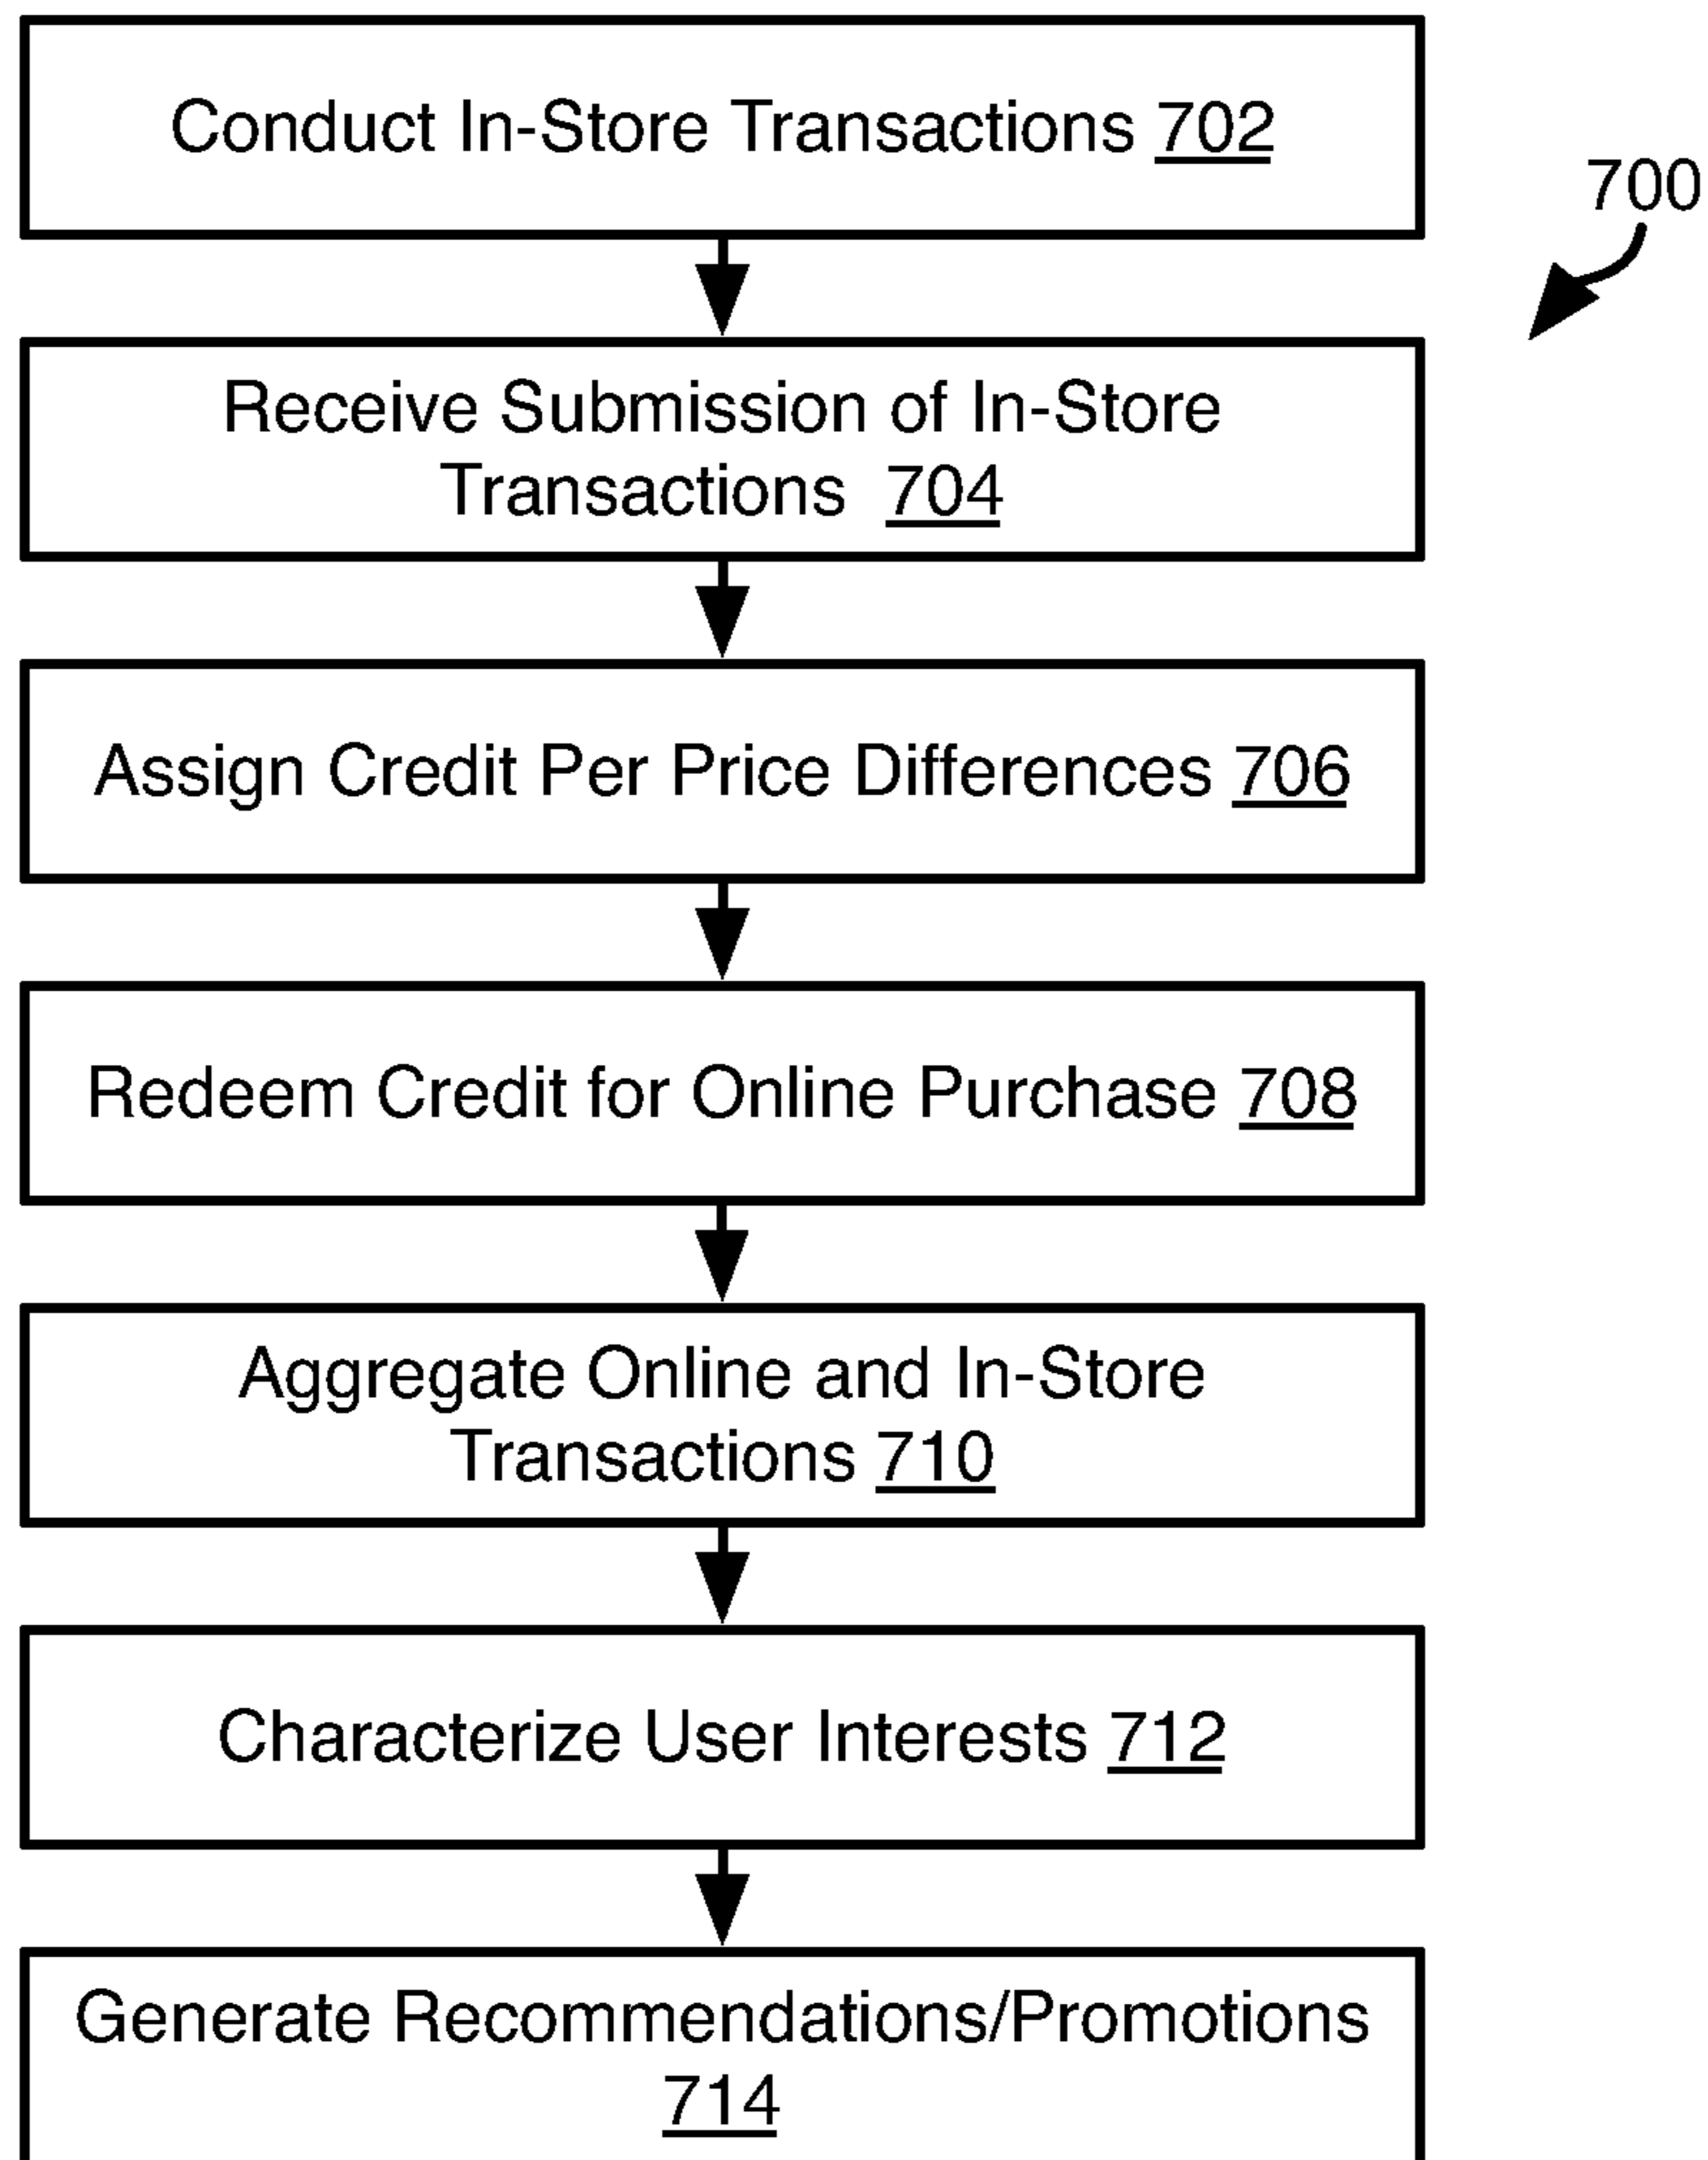 Conduct In-Store Transactions 702
700
Receive Submission of In-Store
Transactions 704
Assign Credit Per Price Differences 706
Redeem Credit for Online Purchase 708
Aggregate Online and In-Store
Transactions 710
Characterize User Interests 712
Generate Recommendations/Promotions
714